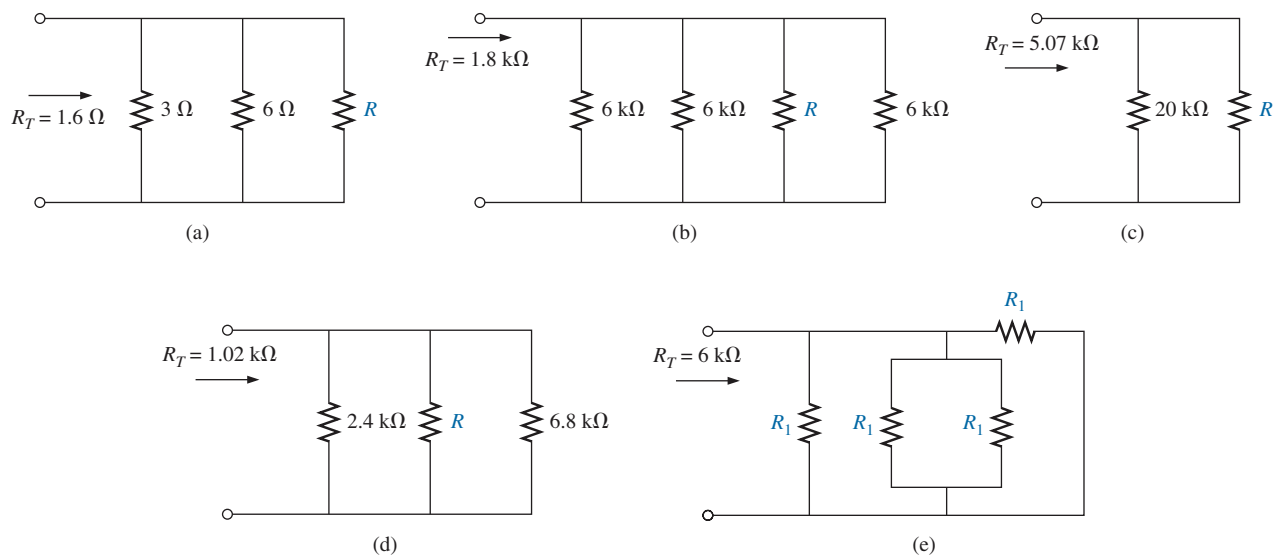 R_T = 1.6 Ω
3 Ω
6 Ω
R
(a)
R_T = 1.8 kΩ
6 kΩ
6 kΩ
R
6 kΩ
(b)
R_T = 5.07 kΩ
20 kΩ
R
(c)
R_T = 1.02 kΩ
2.4 kΩ
R
6.8 kΩ
(d)
R_1
R_T = 6 kΩ
R_1
R_1
R_1
(e)